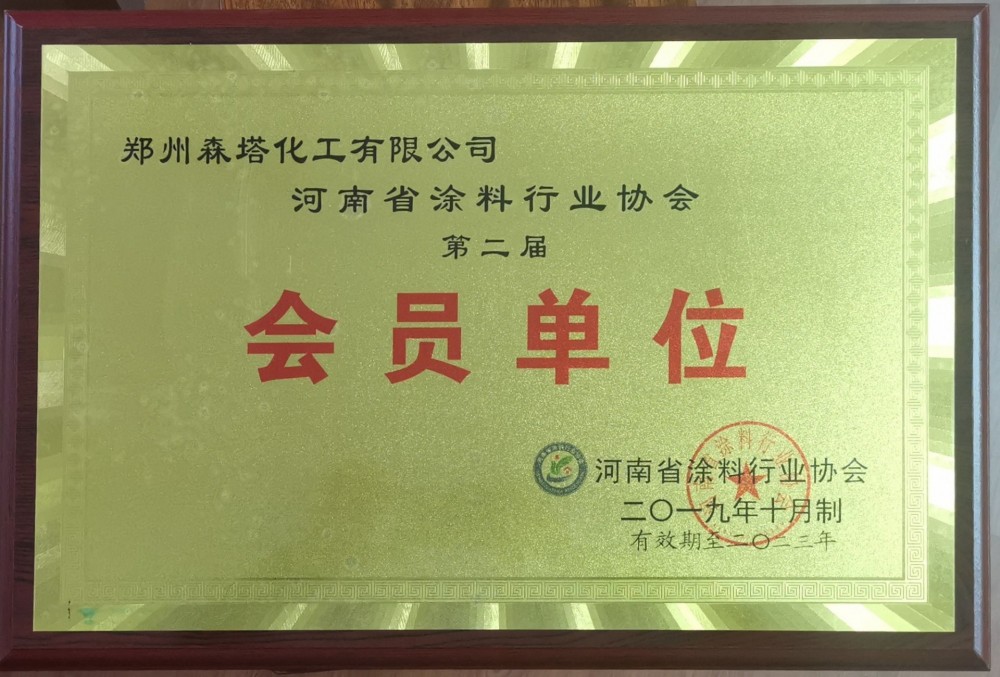 郑州森塔化工有限公司
河南省涂料行业协会
第二届
会员单位
河南省涂料行业协会
二〇一九年十月制
有效期至二〇二三年